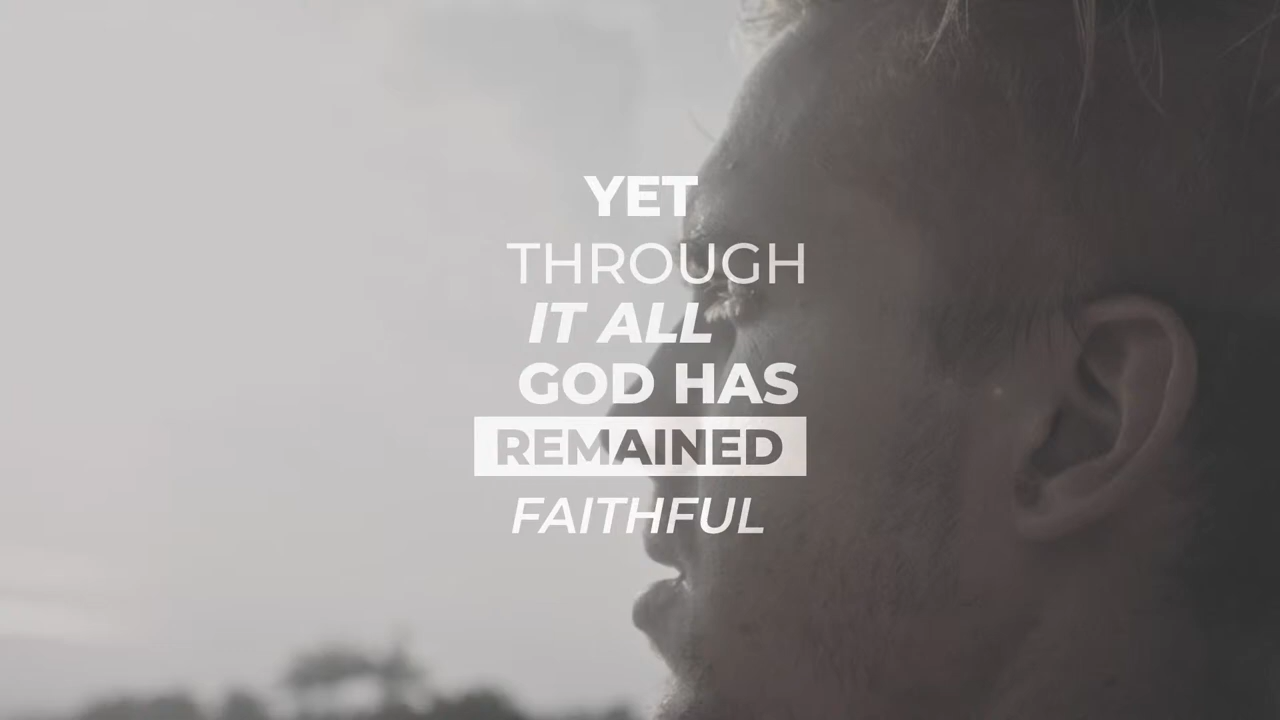 YET
THROUGH
IT ALL
GOD HAS
REMAINED
FAITHFUL